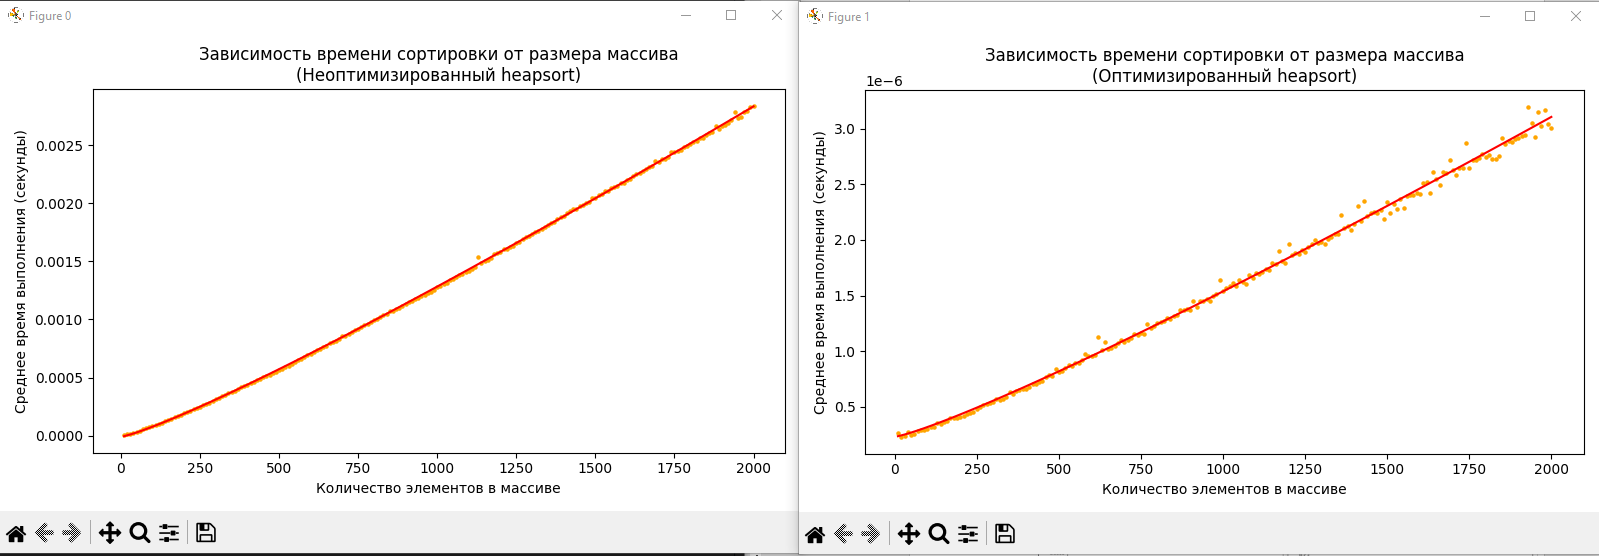 Figure 0
Зависимость времени сортировки от размера массива
(Неоптимизированный heapsort)
Среднее время выполнения (секунды)
0.0025
0.0020
0.0015
0.0010
0.0005
0.0000
0 250 500 750 1000 1250 1500 1750 2000
Количество элементов в массиве
Figure 1
Зависимость времени сортировки от размера массива
(Оптимизированный heapsort)
1e−6
Среднее время выполнения (секунды)
3.0
2.5
2.0
1.5
1.0
0.5
0 250 500 750 1000 1250 1500 1750 2000
Количество элементов в массиве